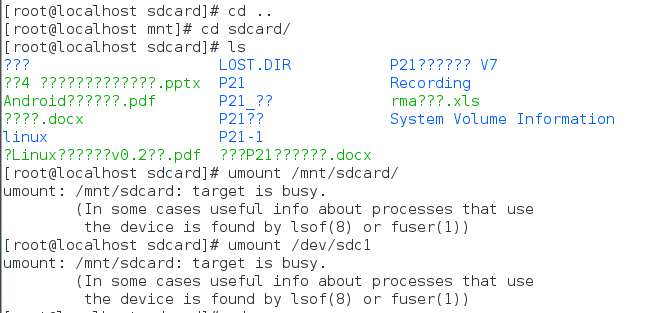 [root@localhost sdcard]# cd ..
[root@localhost mnt]# cd sdcard/
[root@localhost sdcard]# ls
???                       LOST.DIR            P21?????? V7
??4 ?????????????.pptx  P21                 Recording
Android??????.pdf       P21_??              rma???.xls
????.docx               P21??               System Volume Information
linux                   P21-1
?Linux??????v0.2??.pdf  ???P21??????.docx
[root@localhost sdcard]# umount /mnt/sdcard/
umount: /mnt/sdcard: target is busy.
        (In some cases useful info about processes that use
         the device is found by lsof(8) or fuser(1))
[root@localhost sdcard]# umount /dev/sdc1
umount: /mnt/sdcard: target is busy.
        (In some cases useful info about processes that use
         the device is found by lsof(8) or fuser(1))